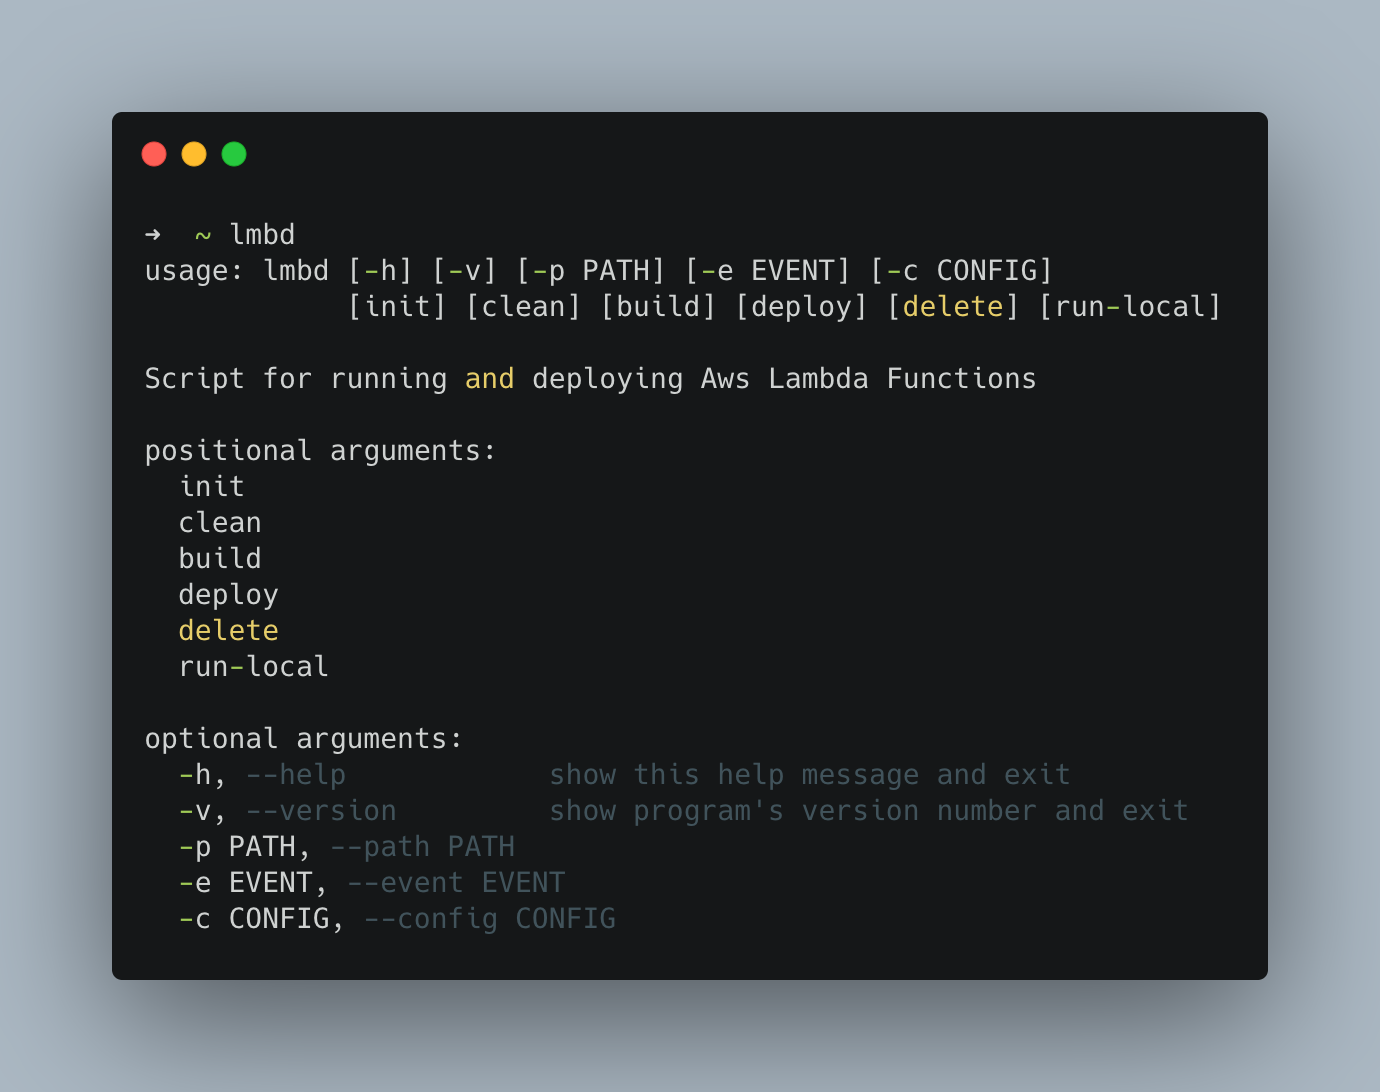 ➜  ~ lmbd
usage: lmbd [-h] [-v] [-p PATH] [-e EVENT] [-c CONFIG]
            [init] [clean] [build] [deploy] [delete] [run-local]

Script for running and deploying Aws Lambda Functions

positional arguments:
  init
  clean
  build
  deploy
  delete
  run-local

optional arguments:
  -h, --help            show this help message and exit
  -v, --version         show program's version number and exit
  -p PATH, --path PATH
  -e EVENT, --event EVENT
  -c CONFIG, --config CONFIG